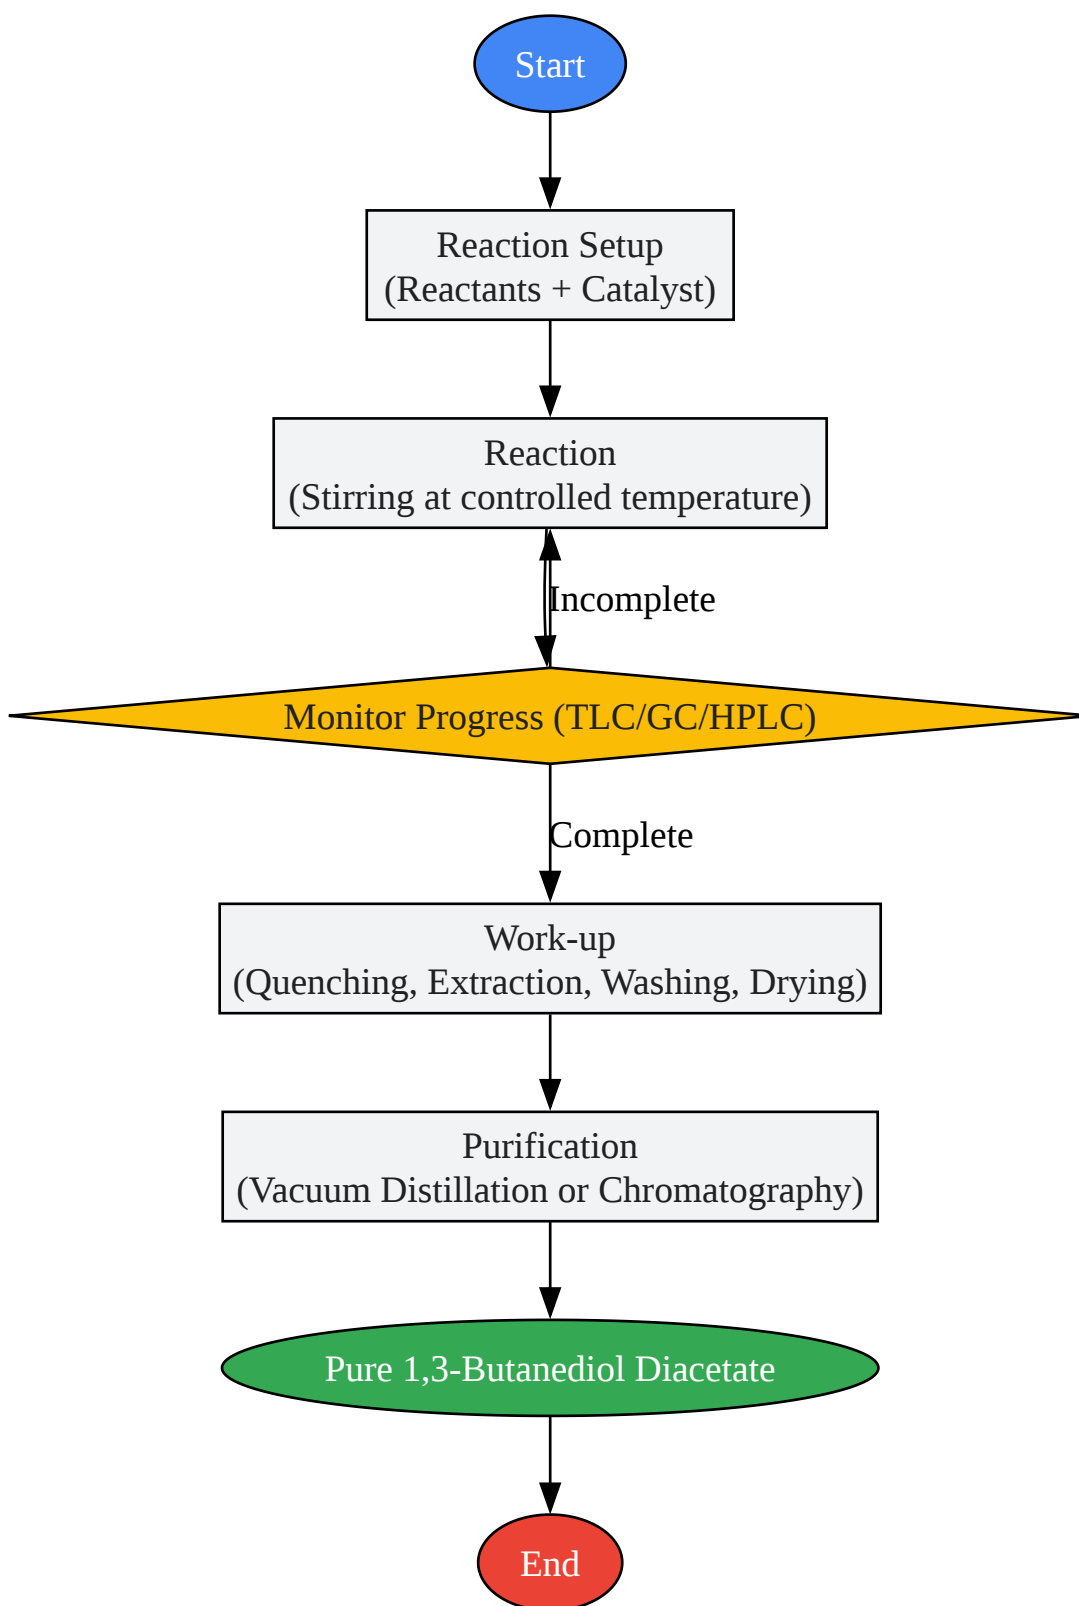 Start
Reaction Setup
(Reactants + Catalyst)
Reaction
(Stirring at controlled temperature)
Incomplete
Monitor Progress (TLC/GC/HPLC)
Complete
Work-up
(Quenching, Extraction, Washing, Drying)
Purification
(Vacuum Distillation or Chromatography)
Pure 1,3-Butanediol Diacetate
End